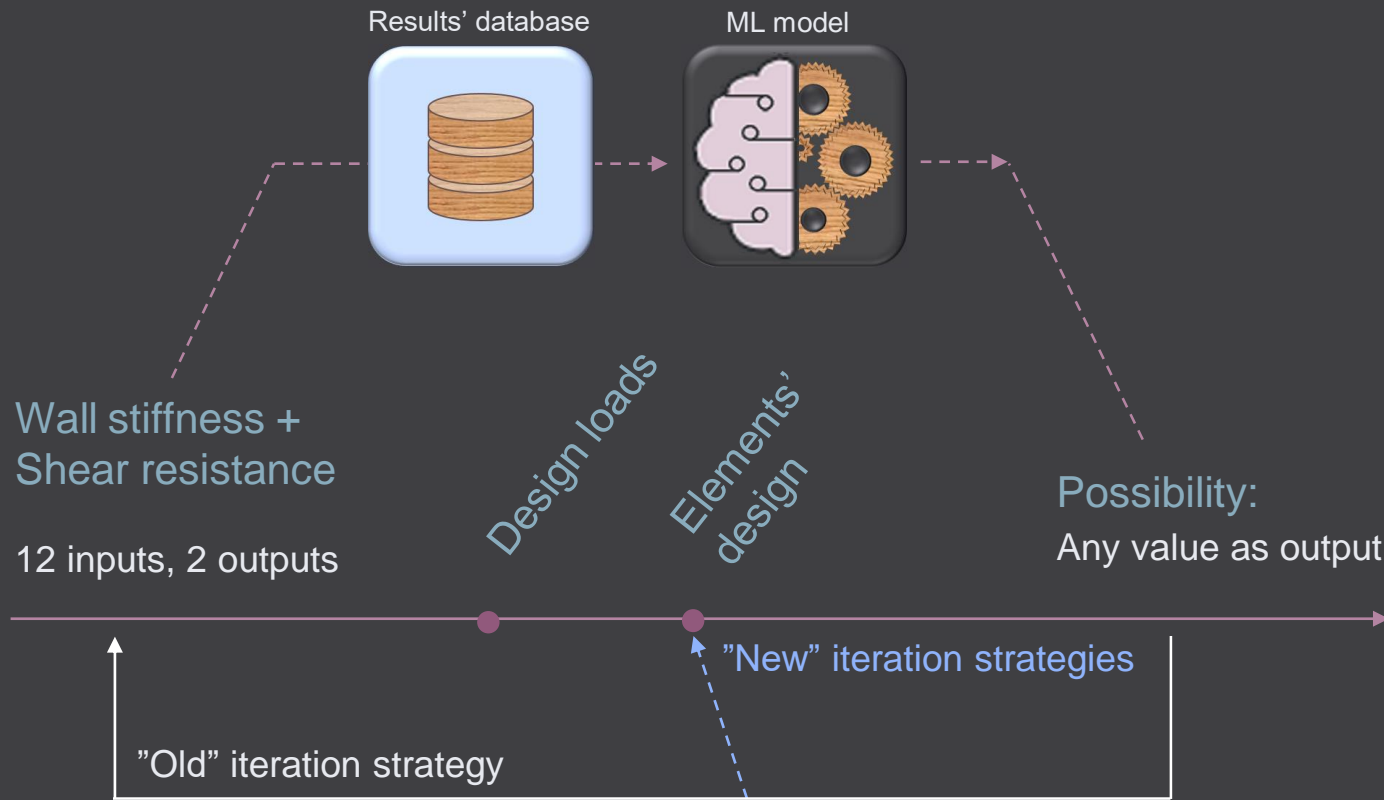 Results’ database
ML model
Wall stiffness +
Shear resistance
12 inputs, 2 outputs
Design loads
Elements’
design
Possibility:
Any value as output
”New” iteration strategies
”Old” iteration strategy